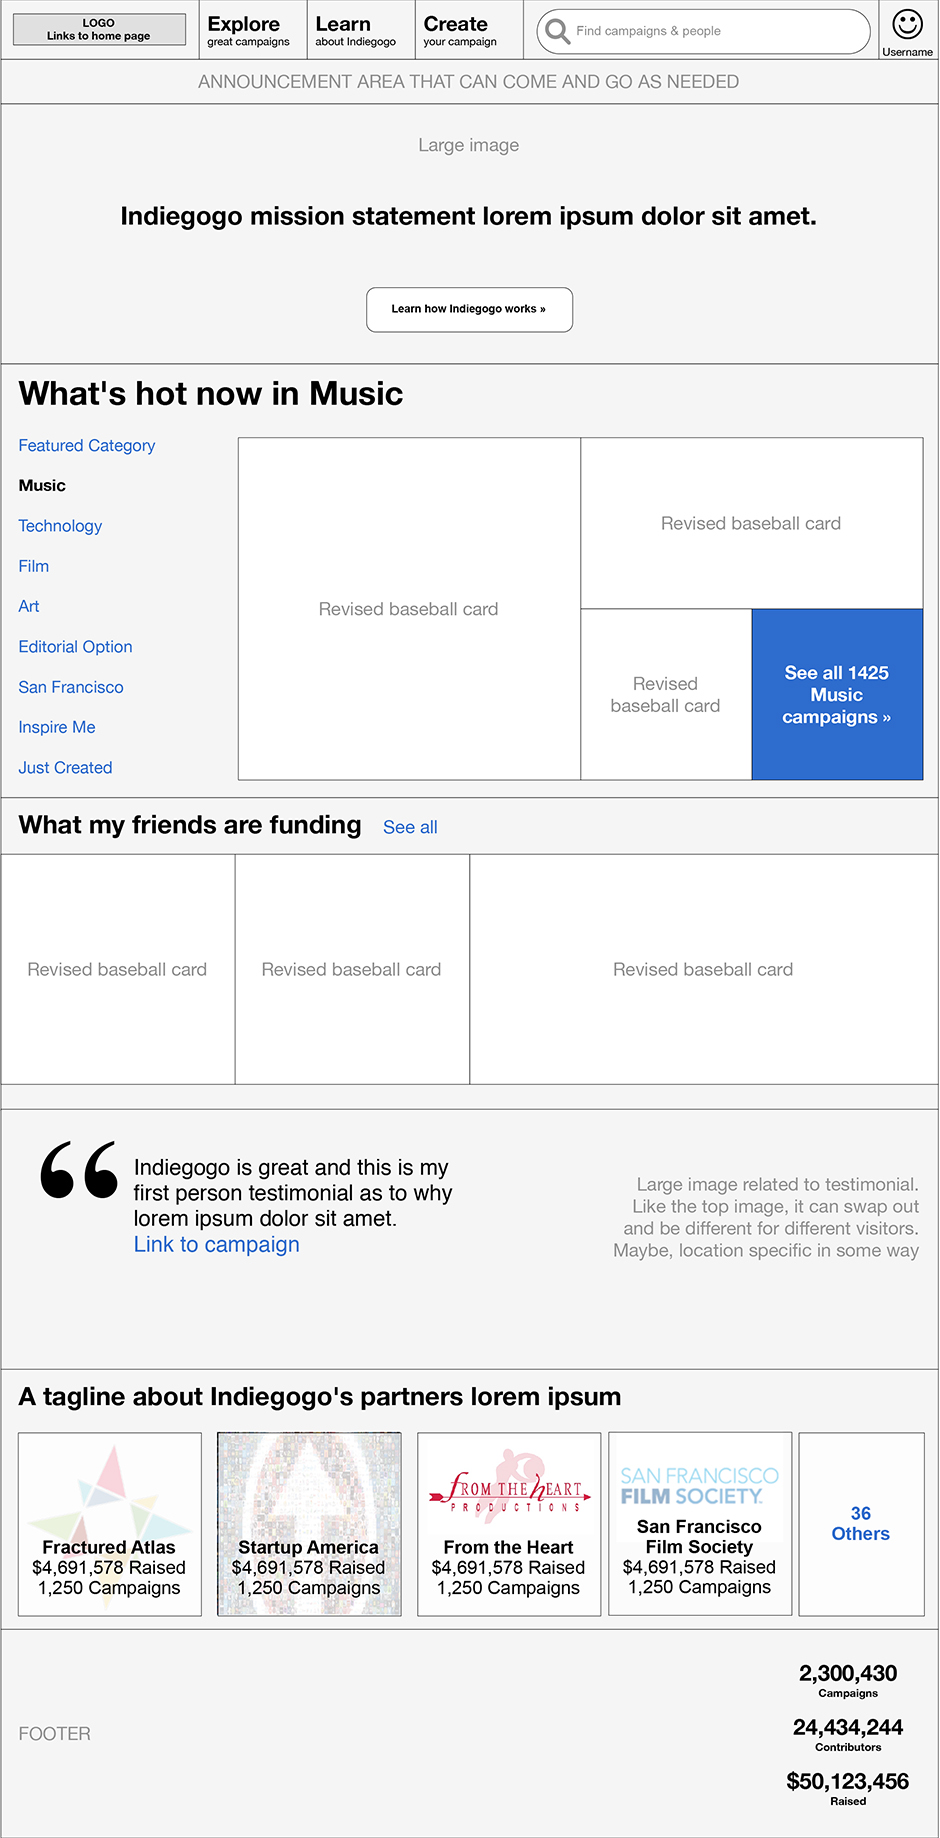 LOGO
Links to home page
Explore
great campaigns
Learn
about Indiegogo
Create
your campaign
Find campaigns & people
Username
ANNOUNCEMENT AREA THAT CAN COME AND GO AS NEEDED
Large image
Indiegogo mission statement lorem ipsum dolor sit amet.
Learn how Indiegogo works »
What's hot now in Music
Featured Category
Music
Technology
Film
Art
Editorial Option
San Francisco
Inspire Me
Just Created
Revised baseball card
Revised baseball card
Revised
baseball card
See all 1425
Music
campaigns »
What my friends are funding
See all
Revised baseball card
Revised baseball card
Revised baseball card
“
Indiegogo is great and this is my
first person testimonial as to why
lorem ipsum dolor sit amet.
Link to campaign
Large image related to testimonial.
Like the top image, it can swap out
and be different for different visitors.
Maybe, location specific in some way
A tagline about Indiegogo's partners lorem ipsum
Fractured Atlas
$4,691,578 Raised
1,250 Campaigns
Startup America
$4,691,578 Raised
1,250 Campaigns
FROM THE HEART
PRODUCTIONS
From the Heart
$4,691,578 Raised
1,250 Campaigns
SAN FRANCISCO
FILM SOCIETY
San Francisco
Film Society
$4,691,578 Raised
1,250 Campaigns
36
Others
FOOTER
2,300,430
Campaigns
24,434,244
Contributors
$50,123,456
Raised